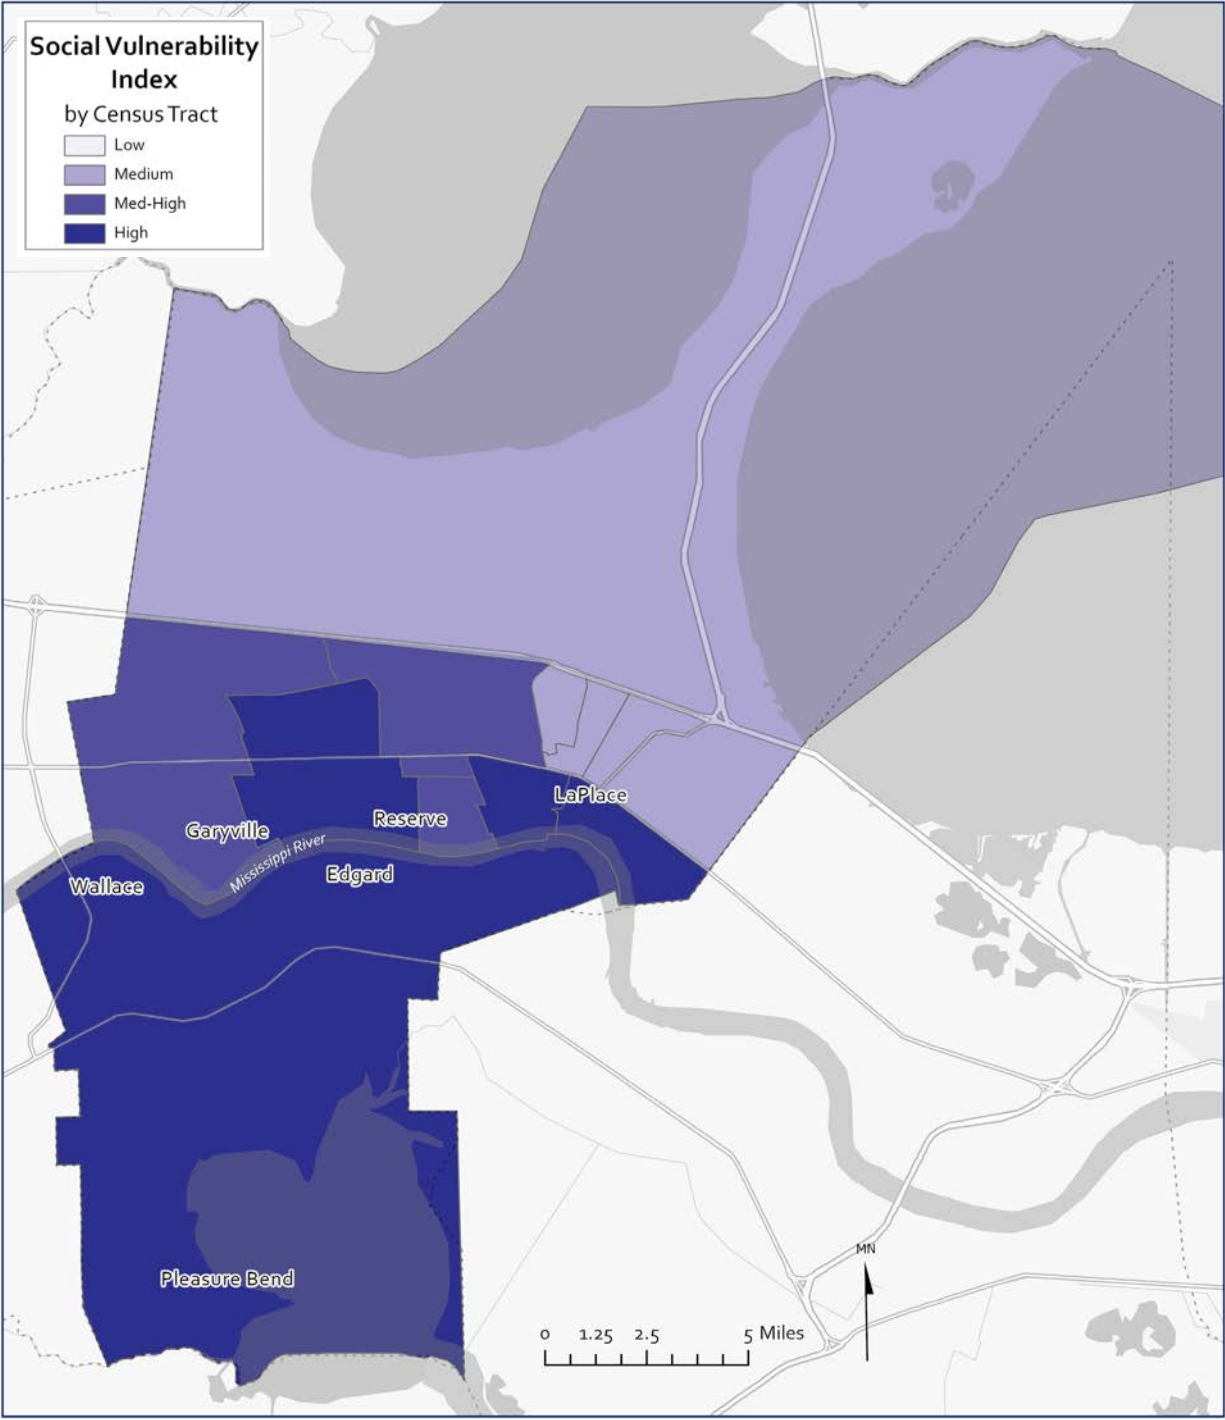 Social Vulnerability
Index
by Census Tract
Low
Medium
Med-High
High
LaPlace
Reserve
Garyville
Mississippi River
Edgard
Wallace
MN
Pleasure Bend
0 1.25 2.5 5 Miles